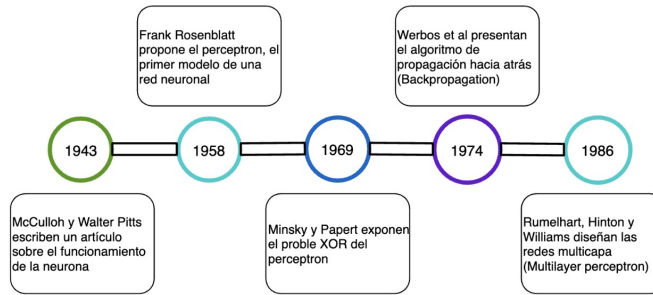 Frank Rosenblatt
propone el perceptron, el
primer modelo de una
red neuronal
Werbos et al presentan
el algoritmo de
propagación hacia atrás
(Backpropagation)
1943
1958
1969
1974
1986
McCulloh y Walter Pitts
escriben un artículo
sobre el funcionamiento
de la neurona
Minsky y Papert exponen
el proble XOR del
perceptron
Rumelhart, Hinton y
Williams diseñan las
redes multicapa
(Multilayer perceptron)